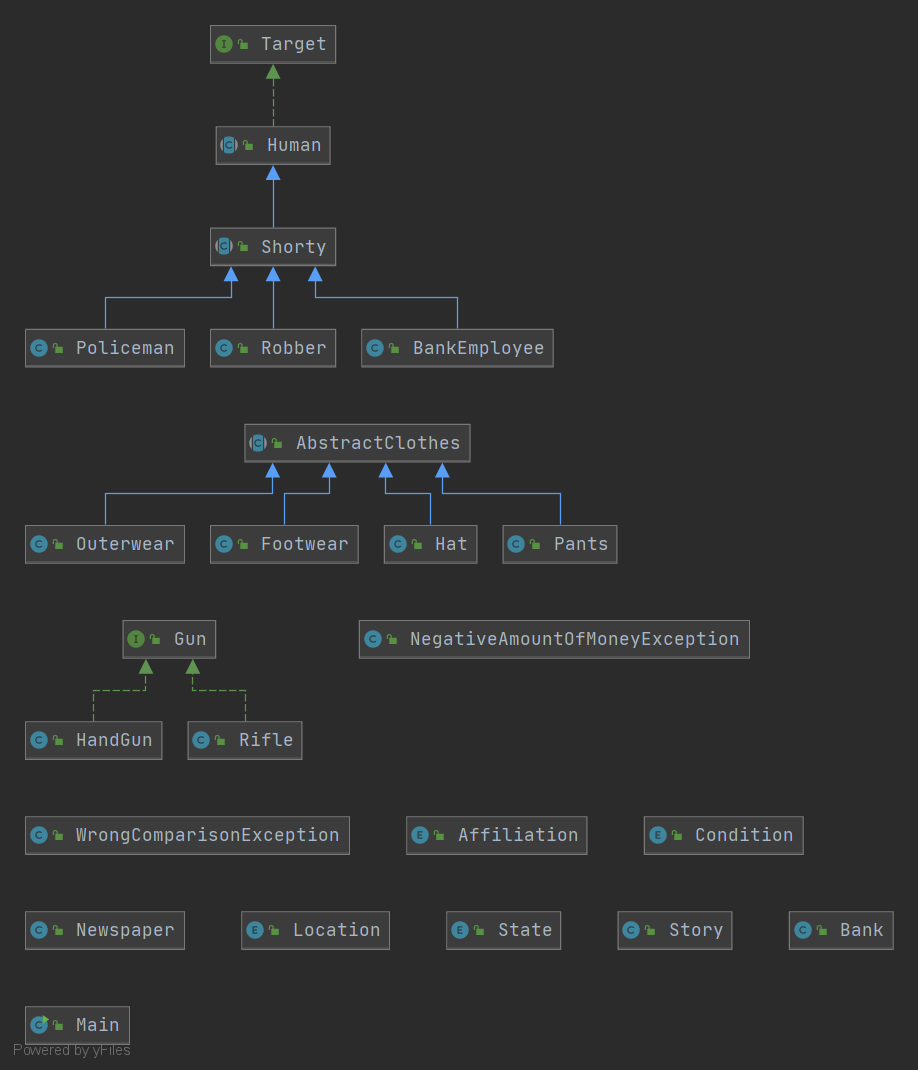 Target
Human
Shorty
Policeman Robber BankEmployee
AbstractClothes
Outerwear Footwear Hat Pants
Gun NegativeAmountOfMoneyException
HandGun Rifle
WrongComparisonException Affiliation Condition
Newspaper Location State Story Bank
Main
Powered by yFiles